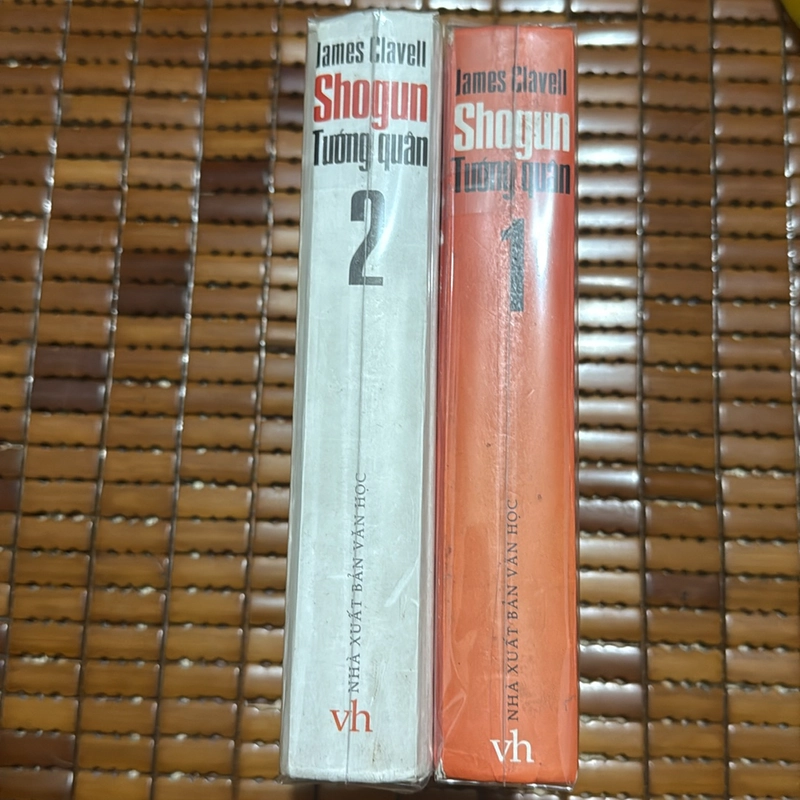 James Clavell
Shogun
Tướng quân
2
NHÀ XUẤT BẢN VĂN HỌC
vh
James Clavell
Shogun
Tướng quân
1
NHÀ XUẤT BẢN VĂN HỌC
vh